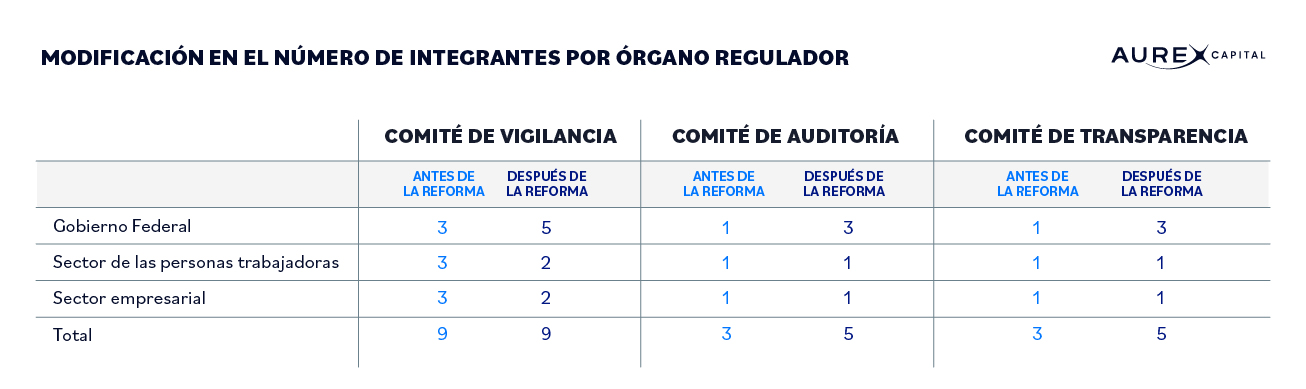 MODIFICACIÓN EN EL NÚMERO DE INTEGRANTES POR ÓRGANO REGULADOR
AUREX CAPITAL
COMITÉ DE VIGILANCIA COMITÉ DE AUDITORÍA COMITÉ DE TRANSPARENCIA
ANTES DE DESPUÉS DE ANTES DE DESPUÉS DE ANTES DE DESPUÉS DE
LA REFORMA LA REFORMA LA REFORMA LA REFORMA LA REFORMA LA REFORMA
Gobierno Federal 3 5 1 3 1 3
Sector de las personas trabajadoras 3 2 1 1 1 1
Sector empresarial 3 2 1 1 1 1
Total 9 9 3 5 3 5